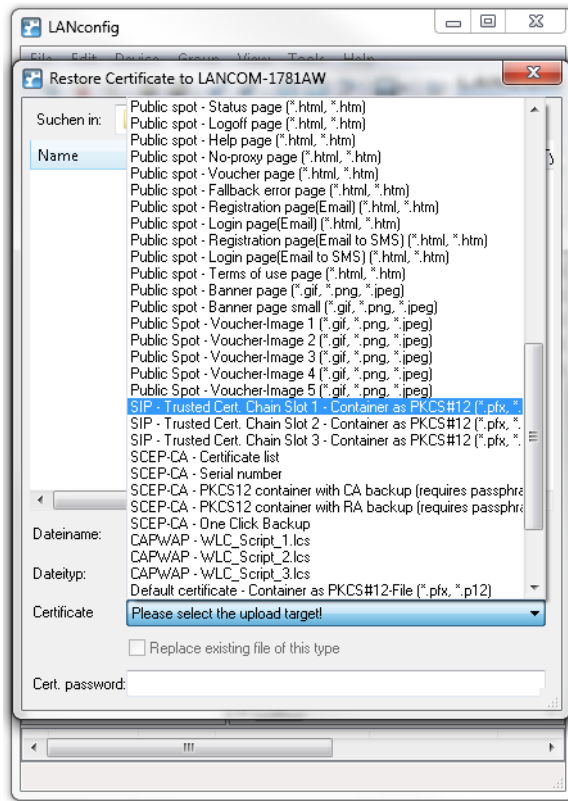 LANconfig
File Edit Device Group View Tools Help
Restore Certificate to LANCOM-1781AW
Suchen in:
Name
Public spot - Status page (*.html, *.htm)
Public spot - Logoff page (*.html, *.htm)
Public spot - Help page (*.html, *.htm)
Public spot - No-proxy page (*.html, *.htm)
Public spot - Voucher page (*.html, *.htm)
Public spot - Fallback error page (*.html, *.htm)
Public spot - Registration page(Email) (*.html, *.htm)
Public spot - Login page(Email) (*.html, *.htm)
Public spot - Registration page(Email to SMS) (*.html, *.htm)
Public spot - Login page(Email to SMS) (*.html, *.htm)
Public spot - Terms of use page (*.html, *.htm)
Public spot - Banner page (*.gif, *.png, *.jpeg)
Public spot - Banner page small (*.gif, *.png, *.jpeg)
Public Spot - Voucher-Image 1 (*.gif, *.png, *.jpeg)
Public Spot - Voucher-Image 2 (*.gif, *.png, *.jpeg)
Public Spot - Voucher-Image 3 (*.gif, *.png, *.jpeg)
Public Spot - Voucher-Image 4 (*.gif, *.png, *.jpeg)
Public Spot - Voucher-Image 5 (*.gif, *.png, *.jpeg)
SIP - Trusted Cert. Chain Slot 1 - Container as PKCS#12 (*.pfx, *.
SIP - Trusted Cert. Chain Slot 2 - Container as PKCS#12 (*.pfx, *.
SIP - Trusted Cert. Chain Slot 3 - Container as PKCS#12 (*.pfx, *.
SCEP-CA - Certificate list
SCEP-CA - Serial number
SCEP-CA - PKCS12 container with CA backup (requires passphra
SCEP-CA - PKCS12 container with RA backup (requires passphra
SCEP-CA - One Click Backup
CAPWAP - WLC_Script_1.lcs
CAPWAP - WLC_Script_2.lcs
CAPWAP - WLC_Script_3.lcs
Default certificate - Container as PKCS#12-File (*.pfx, *.p12)
Dateiname:
Dateityp:
Certificate
Please select the upload target!
Replace existing file of this type
Cert. password: